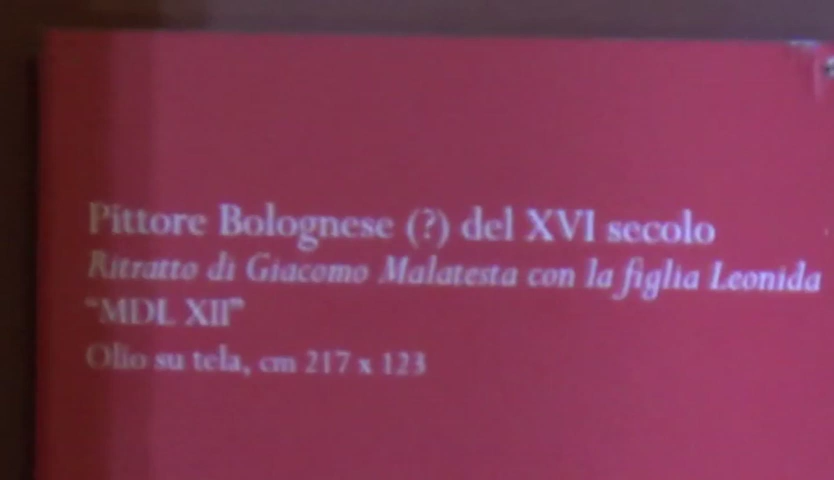 Pittore Bolognese (?) del XVI secolo
Ritratto di Giacomo Malatesta con la figlia Leonida
“MDL XII”
Olio su tela, cm 217 x 123